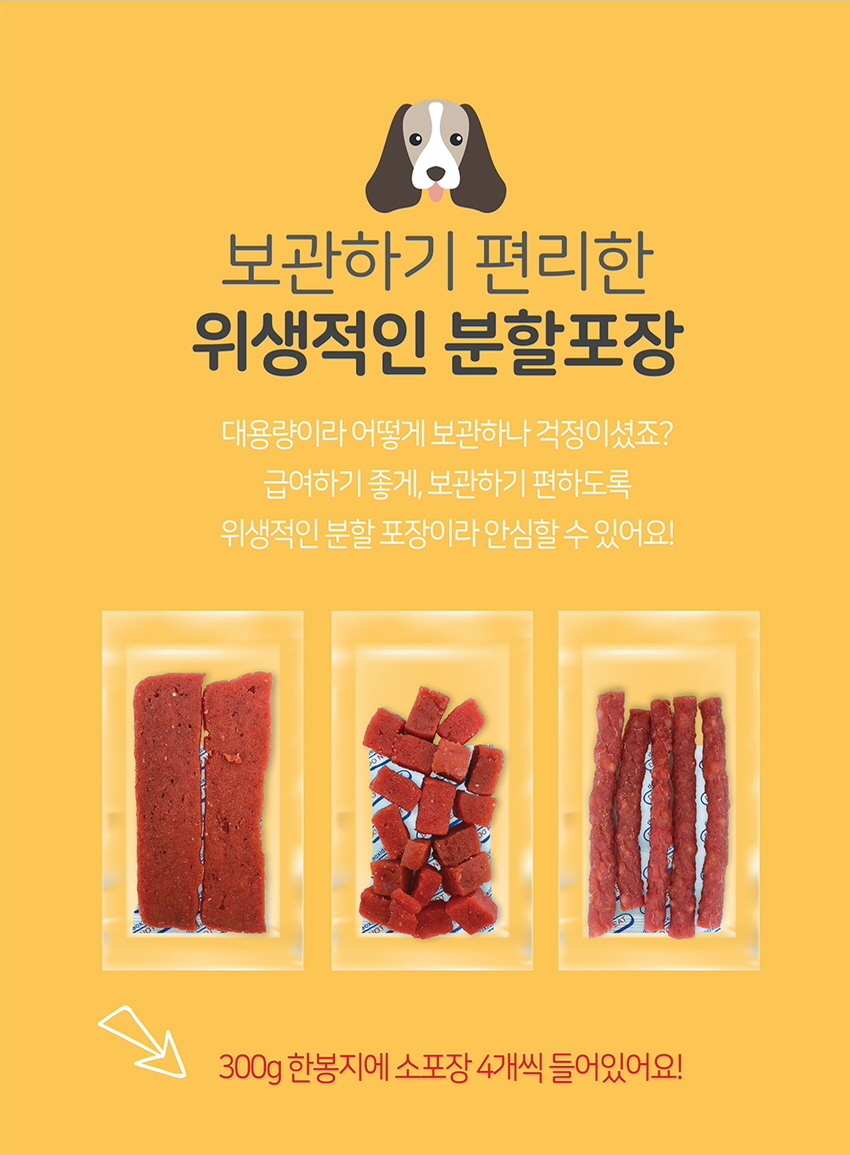 보관하기 편리한
위생적인 분할포장
대용량이라 어떻게 보관하나 걱정이셨죠?
급여하기 좋게, 보관하기 편하도록
위생적인 분할 포장이라 안심할 수 있어요!
300g 한봉지에 소포장 4개씩 들어있어요!